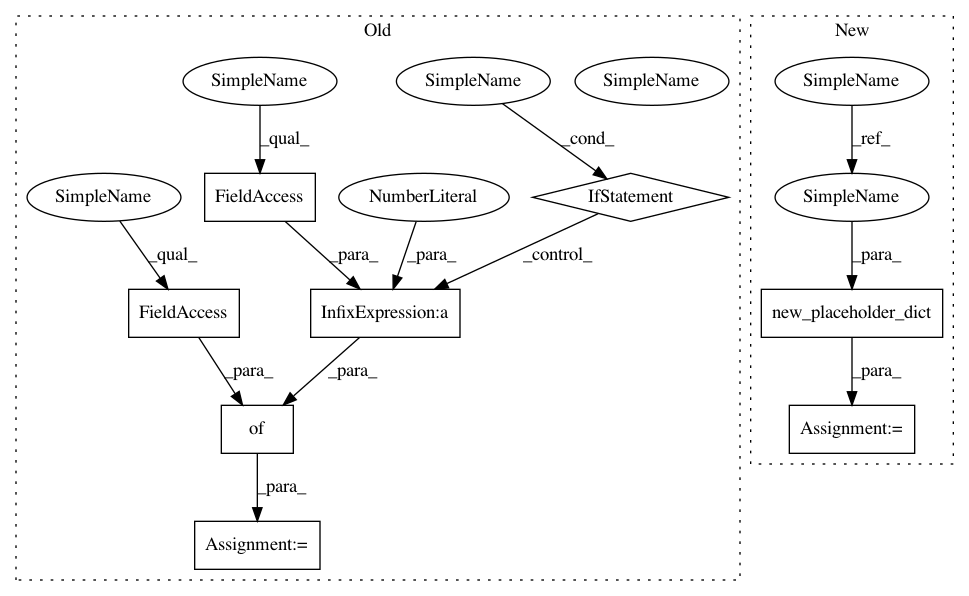 Old
New
SimpleName
SimpleName
SimpleName
SimpleName
_qual_
_cond_
_ref_
SimpleName
FieldAccess
NumberLiteral
IfStatement
SimpleName
_qual_
_para_
_para_
_control_
_para_
FieldAccess
InfixExpression:a
new_placeholder_dict
_para_
_para_
_para_
of
Assignment:=
_para_
Assignment:=